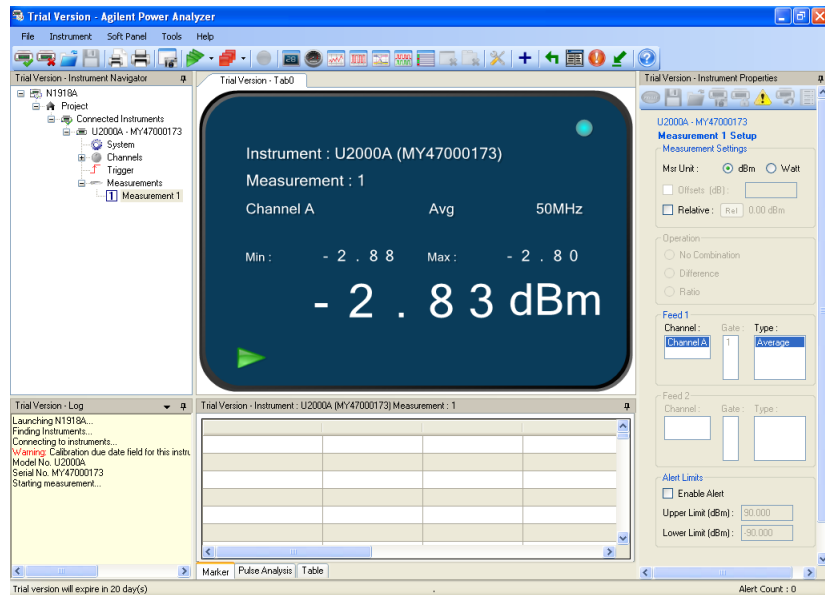 Trial Version - Agilent Power Analyzer
File Instrument Soft Panel Tools Help
Trial Version - Instrument Navigator
N1918A
Project
Connected Instruments
U2000A - MY47000173
System
Channels
Trigger
Measurements
1 Measurement 1
Trial Version - Tab0
Instrument : U2000A (MY47000173)
Measurement : 1
Channel A Avg 50MHz
Min : - 2 . 8 8 Max : - 2 . 8 0
- 2 . 8 3 dBm
Trial Version - Instrument Properties
U2000A - MY47000173
Measurement 1 Setup
Measurement Settings
Msr Unit : dBm Watt
Offsets (dB) :
Relative : Rel 0.00 dBm
Operation
No Combination
Difference
Ratio
Feed 1
Channel : Gate : Type :
Channel A 1 Average
Feed 2
Channel : Gate : Type :
Alert Limits
Enable Alert
Upper Limit (dBm) : 90.000
Lower Limit (dBm) : -90.000
Trial Version - Log
Launching N1918A...
Finding Instruments...
Connecting to instruments...
Warning: Calibration due date field for this instru
Model No. U2000A
Serial No. MY47000173
Starting measurement...
Trial Version - Instrument : U2000A (MY47000173) Measurement : 1
Marker Pulse Analysis Table
Trial version will expire in 20 day(s)
Alert Count : 0